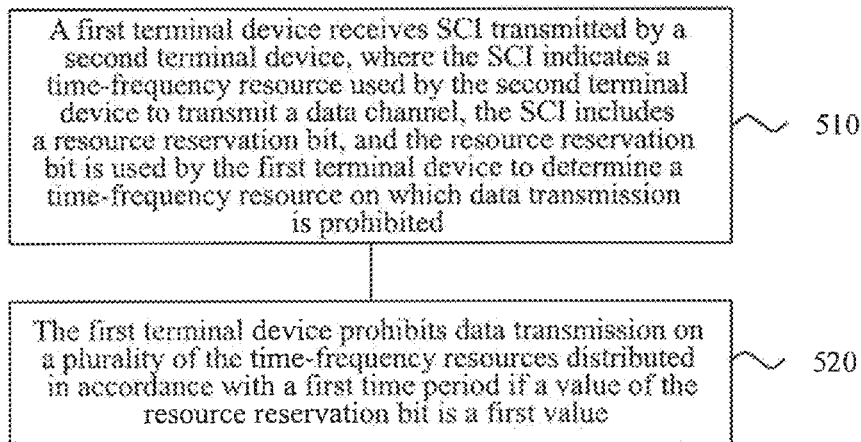 A first terminal device receives SCI transmitted by a
second terminal device, where the SCI indicates a
time-frequency resource used by the second terminal
device to transmit a data channel, the SCI includes
a resource reservation bit, and the resource reservation
bit is used by the first terminal device to determine a
time-frequency resource on which data transmission
is prohibited
510
The first terminal device prohibits data transmission on
a plurality of the time-frequency resources distributed
in accordance with a first time period if a value of the
resource reservation bit is a first value
520